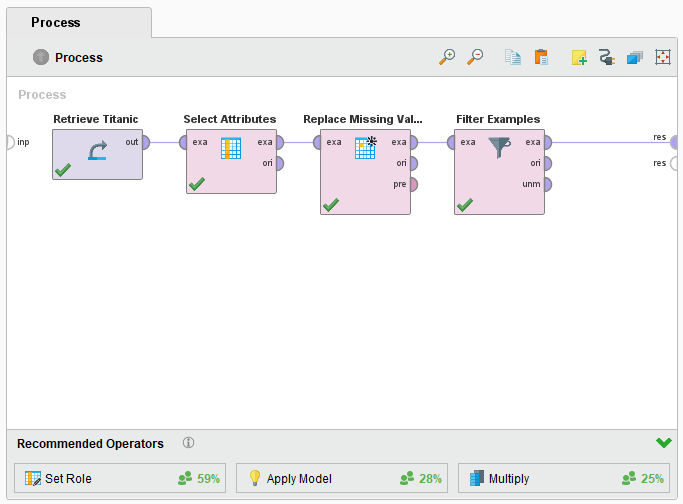 Process
Process
Process
Retrieve Titanic
Select Attributes
Replace Missing Val...
Filter Examples
inp
out
exa
exa
ori
exa
exa
ori
pre
exa
exa
ori
unm
res
res
Recommended Operators
Set Role
59%
Apply Model
28%
Multiply
25%